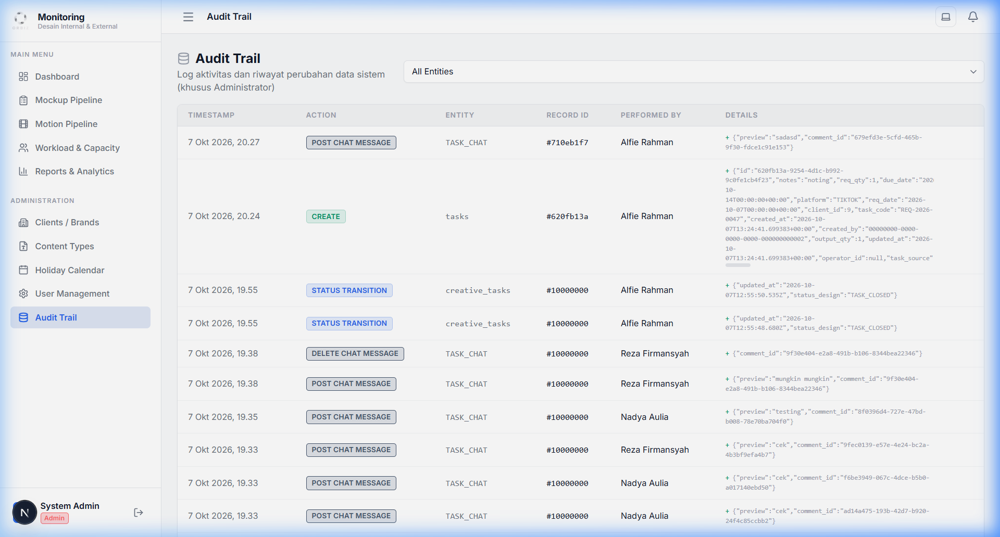 Monitoring
Desain Internal & External
Audit Trail
MAIN MENU
Dashboard
Mockup Pipeline
Motion Pipeline
Workload & Capacity
Reports & Analytics
ADMINISTRATION
Clients / Brands
Content Types
Holiday Calendar
User Management
Audit Trail
System Admin
Admin
N
Audit Trail
Log aktivitas dan riwayat perubahan data sistem
(khusus Administrator)
All Entities
TIMESTAMP ACTION ENTITY RECORD ID PERFORMED BY DETAILS
7 Okt 2026, 20.27 POST CHAT MESSAGE TASK_CHAT #710eb1f7 Alfie Rahman
+ {"preview":"sadasd","comment_id":"679efd3e-5cfd-465b-
9f30-fdce1c91e153"}
7 Okt 2026, 20.24 CREATE tasks #620fb13a Alfie Rahman
+ {"id":"620fb13a-9254-4d1c-b992-
9c0fe1cb4f23","notes":"noting","req_qty":1,"due_date":"202
10-
14T00:00:00+00:00","platform":"TIKTOK","req_date":"2026-
10-07T00:00:00+00:00","client_id":9,"task_code":"REQ-2026-
0047","created_at":"2026-10-
07T13:24:41.699383+00:00","created_by":"00000000-0000-
0000-0000-000000000002","output_qty":1,"updated_at":"2026-
10-
07T13:24:41.699383+00:00","operator_id":null,"task_source"
7 Okt 2026, 19.55 STATUS TRANSITION creative_tasks #10000000 Alfie Rahman
+ {"updated_at":"2026-10-
07T12:55:50.535Z","status_design":"TASK_CLOSED"}
7 Okt 2026, 19.55 STATUS TRANSITION creative_tasks #10000000 Alfie Rahman
+ {"updated_at":"2026-10-
07T12:55:48.680Z","status_design":"TASK_CLOSED"}
7 Okt 2026, 19.38 DELETE CHAT MESSAGE TASK_CHAT #10000000 Reza Firmansyah
+ {"comment_id":"9f30e404-e2a8-491b-b106-8344bea22346"}
7 Okt 2026, 19.38 POST CHAT MESSAGE TASK_CHAT #10000000 Reza Firmansyah
+ {"preview":"mungkin mungkin","comment_id":"9f30e404-
e2a8-491b-b106-8344bea22346"}
7 Okt 2026, 19.35 POST CHAT MESSAGE TASK_CHAT #10000000 Nadya Aulia
+ {"preview":"testing","comment_id":"8f0396d4-727e-47bd-
b008-78e70ba704f0"}
7 Okt 2026, 19.33 POST CHAT MESSAGE TASK_CHAT #10000000 Reza Firmansyah
+ {"preview":"cek","comment_id":"9fec0139-e57e-4e24-bc2a-
4b3bf9efa4b7"}
7 Okt 2026, 19.33 POST CHAT MESSAGE TASK_CHAT #10000000 Nadya Aulia
+ {"preview":"cek","comment_id":"f6be3949-067c-4dce-b5b0-
a017140ebd50"}
7 Okt 2026, 19.33 POST CHAT MESSAGE TASK_CHAT #10000000 Nadya Aulia
+ {"preview":"cek","comment_id":"ad14a475-193b-42d7-b920-
24f4c85ccbb2"}